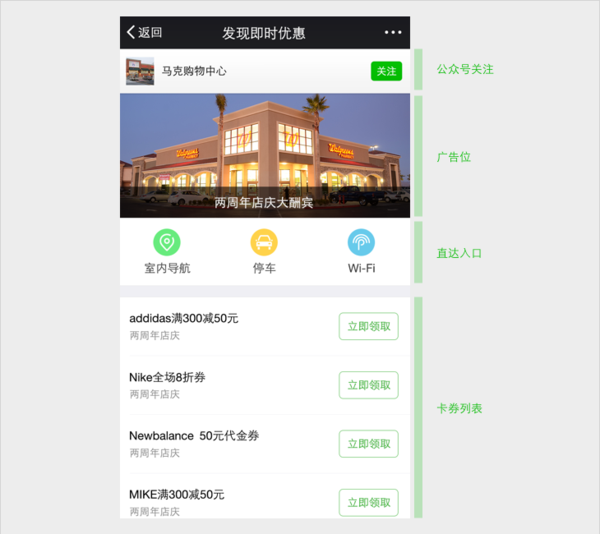 返回
发现即时优惠
马克购物中心
关注
公众号关注
Walgreens
Walgreens
广告位
两周年店庆大酬宾
室内导航
停车
Wi-Fi
直达入口
addidas满300减50元
两周年店庆
立即领取
Nike全场8折券
两周年店庆
立即领取
卡券列表
Newbalance 50元代金券
两周年店庆
立即领取
MIKE满300减50元
两周年店庆
立即领取